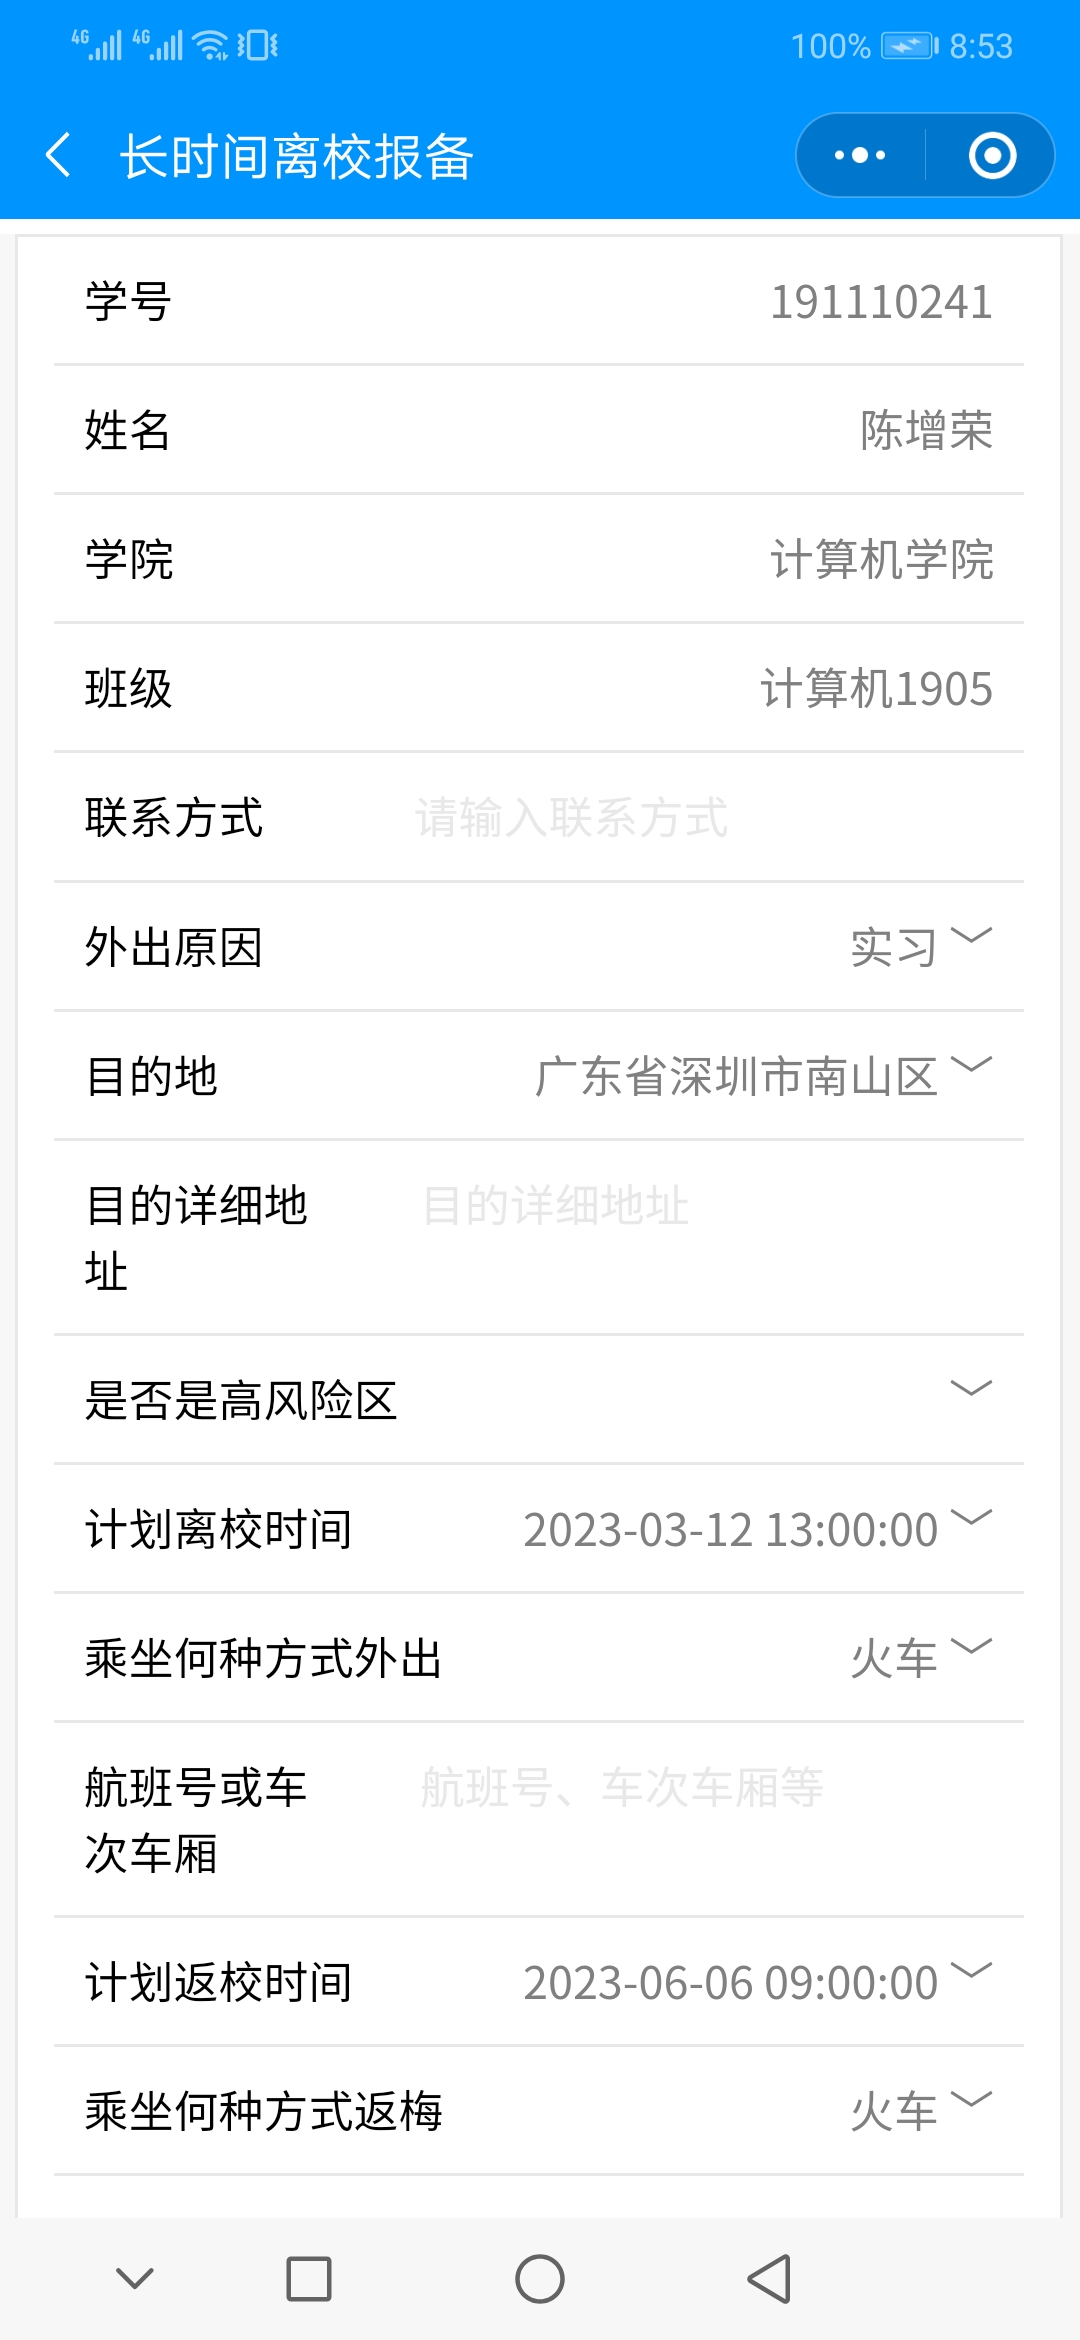 4G 4G 100% 8:53
长时间离校报备
学号 191110241
姓名 陈增荣
学院 计算机学院
班级 计算机1905
联系方式 请输入联系方式
外出原因 实习
目的地 广东省深圳市南山区
目的详细地 目的详细地址
址
是否是高风险区
计划离校时间 2023-03-12 13:00:00
乘坐何种方式外出 火车
航班号或车 航班号、车次车厢等
次车厢
计划返校时间 2023-06-06 09:00:00
乘坐何种方式返梅 火车